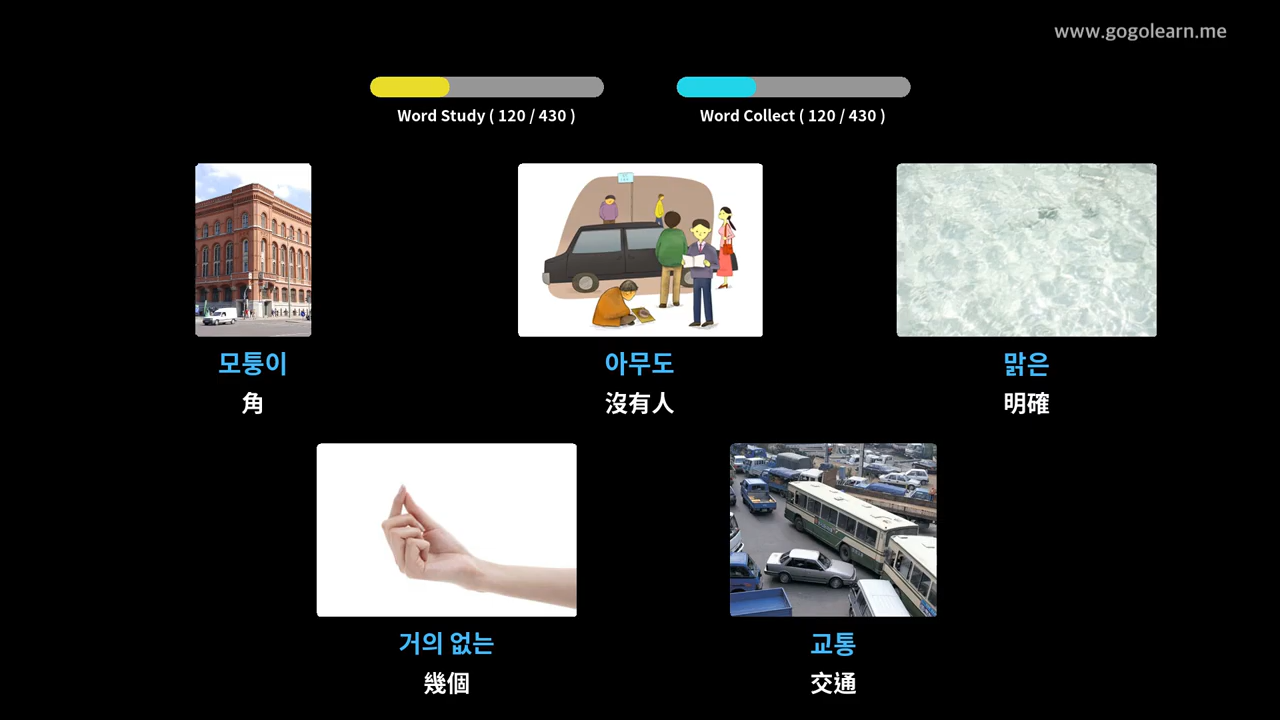 www.gogolearn.me
Word Study ( 120 / 430 )
Word Collect ( 120 / 430 )
모퉁이
角
아무도
沒有人
맑은
明確
거의 없는
幾個
교통
交通